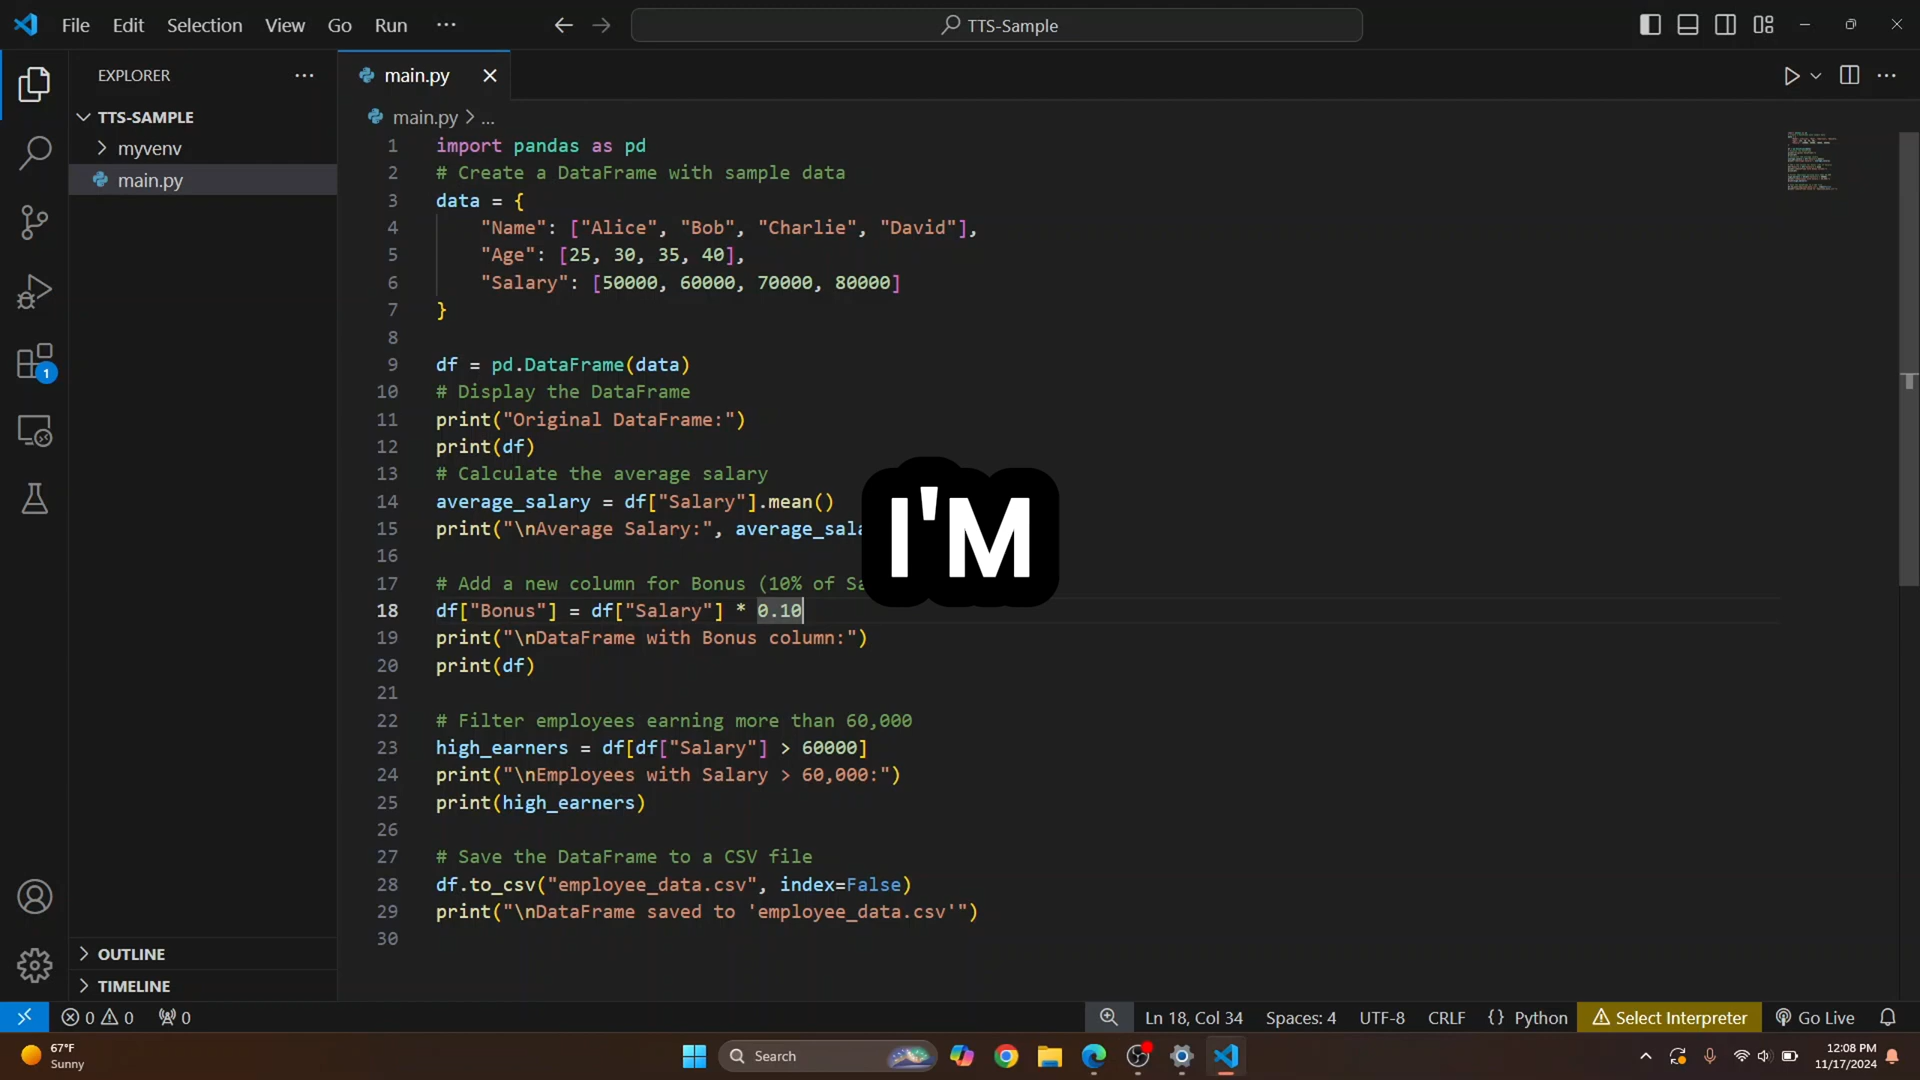 File Edit Selection View Go Run ···
TTS-Sample
EXPLORER
main.py
TTS-SAMPLE
myvenv
main.py
main.py > ...
1 import pandas as pd
2 # Create a DataFrame with sample data
3 data = {
4 "Name": ["Alice", "Bob", "Charlie", "David"],
5 "Age": [25, 30, 35, 40],
6 "Salary": [50000, 60000, 70000, 80000]
7 }
8
9 df = pd.DataFrame(data)
10 # Display the DataFrame
11 print("Original DataFrame:")
12 print(df)
13 # Calculate the average salary
14 average_salary = df["Salary"].mean()
15 print("\nAverage Salary:", average_sala
16
17 # Add a new column for Bonus (10% of Sa
18 df["Bonus"] = df["Salary"] * 0.10
19 print("\nDataFrame with Bonus column:")
20 print(df)
21
22 # Filter employees earning more than 60,000
23 high_earners = df[df["Salary"] > 60000]
24 print("\nEmployees with Salary > 60,000:")
25 print(high_earners)
26
27 # Save the DataFrame to a CSV file
28 df.to_csv("employee_data.csv", index=False)
29 print("\nDataFrame saved to 'employee_data.csv'")
30
I'M
1
OUTLINE
TIMELINE
0 0 0
Ln 18, Col 34 Spaces: 4 UTF-8 CRLF {} Python Select Interpreter Go Live
67°F
Sunny
Search
12:08 PM
11/17/2024